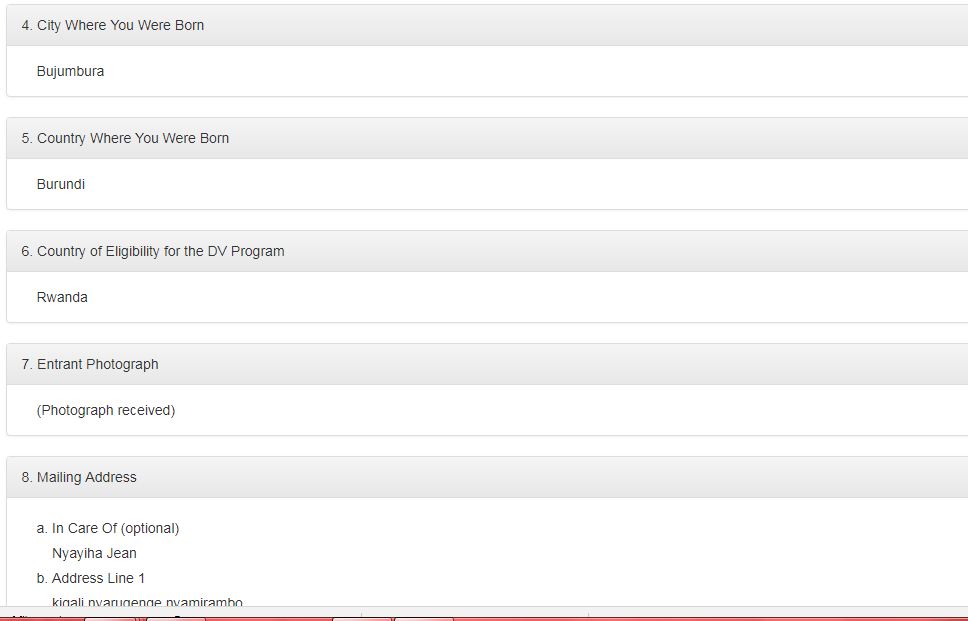 4. City Where You Were Born
Bujumbura
5. Country Where You Were Born
Burundi
6. Country of Eligibility for the DV Program
Rwanda
7. Entrant Photograph
(Photograph received)
8. Mailing Address
a. In Care Of (optional)
Nyayiha Jean
b. Address Line 1
kigali nyarugenge nyamirambo